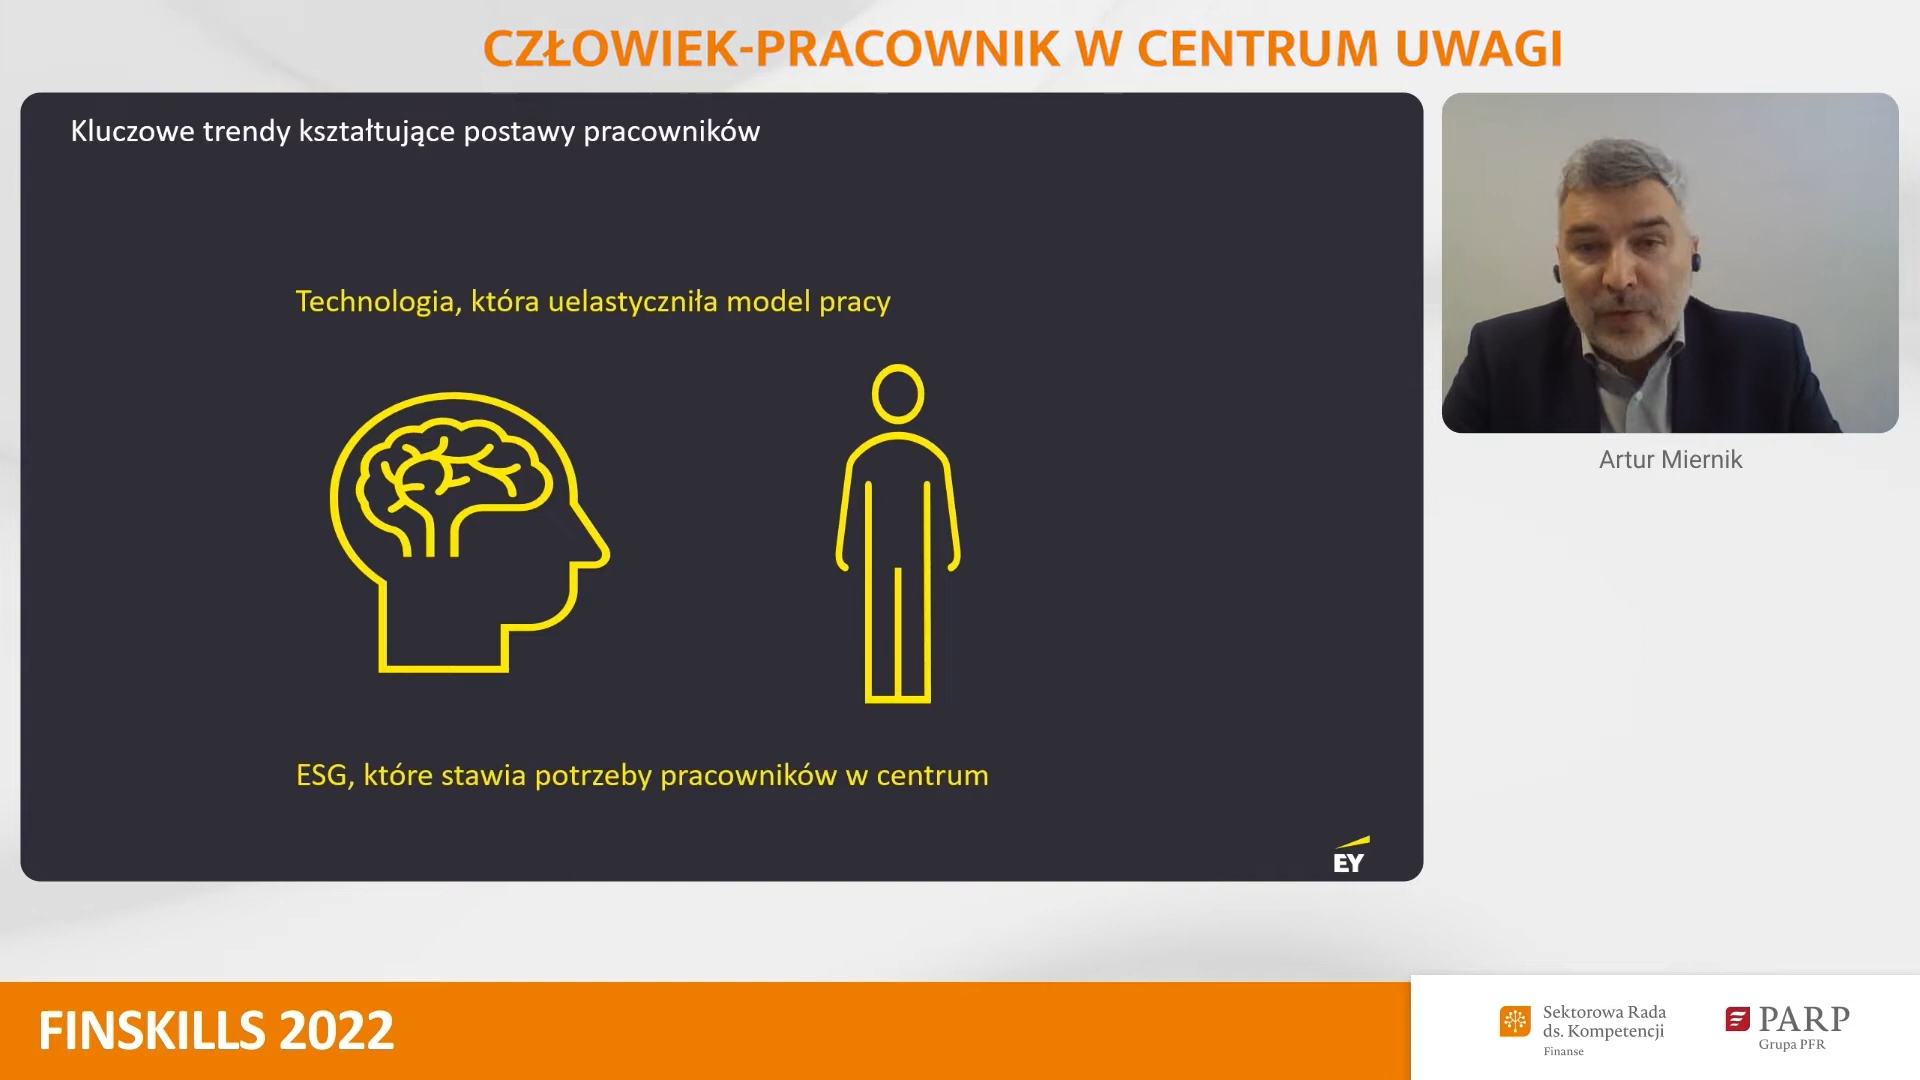 CZŁOWIEK-PRACOWNIK W CENTRUM UWAGI
Kluczowe trendy kształtujące postawy pracowników
Technologia, która uelastyczniła model pracy
ESG, które stawia potrzeby pracowników w centrum
EY
Artur Miernik
FINSKILLS 2022
Sektorowa Rada
ds. Kompetencji
Finanse
PARP
Grupa PFR